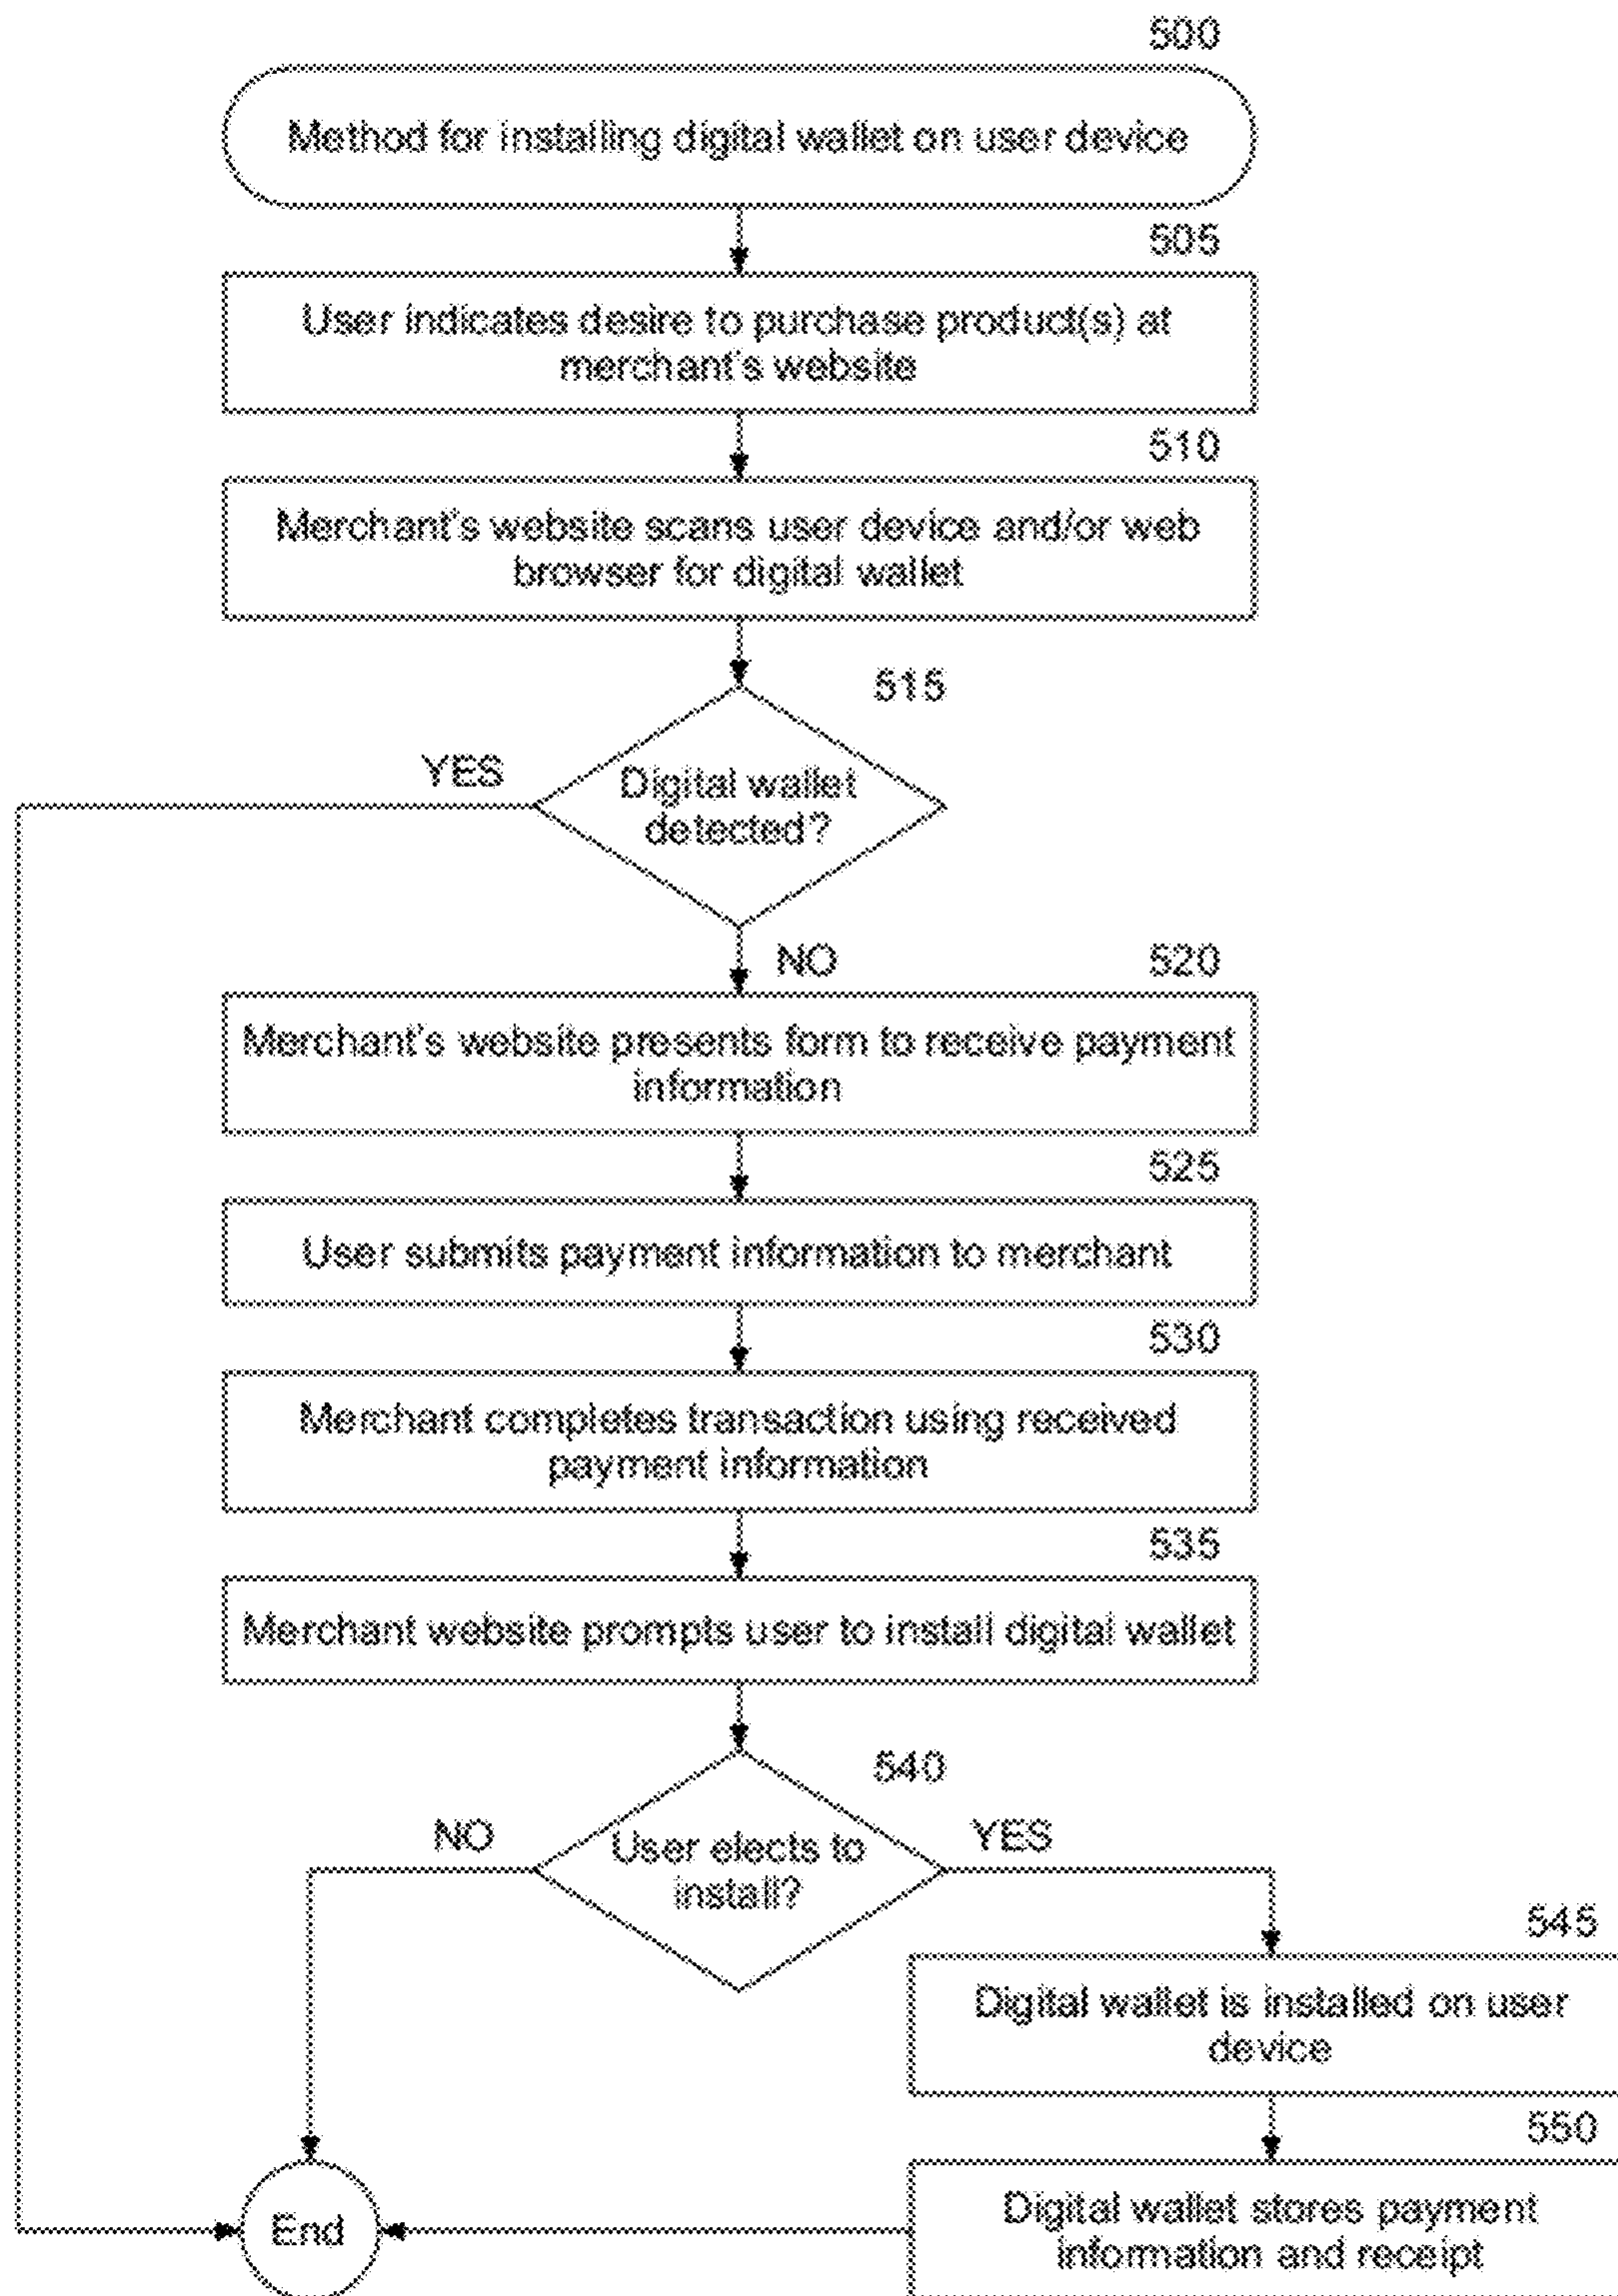 500
Method for installing digital wallet on user device
505
User indicates desire to purchase product(s) at
merchant's website
510
Merchant's website scans user device and/or web
browser for digital wallet
515
YES
Digital wallet
detected?
NO
520
Merchant's website presents form to receive payment
information
525
User submits payment information to merchant
530
Merchant completes transaction using received
payment information
535
Merchant website prompts user to install digital wallet
540
NO
User elects to
install?
YES
545
Digital wallet is installed on user
device
550
Digital wallet stores payment
information and receipt
End